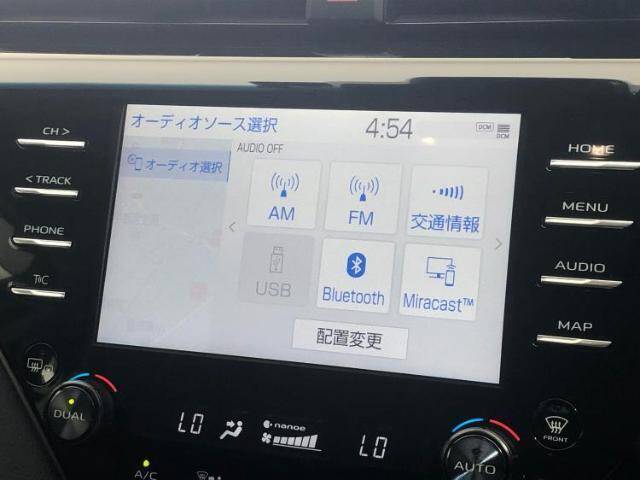 オーディオソース選択
4:54
DCM
DCM
オーディオ選択
AUDIO OFF
AM
FM
交通情報
USB
Bluetooth
Miracast™
配置変更
CH >
< TRACK
PHONE
HOME
MENU
AUDIO
MAP
DUAL
LO
nanoe
LO
AUTO
FRONT
A/C